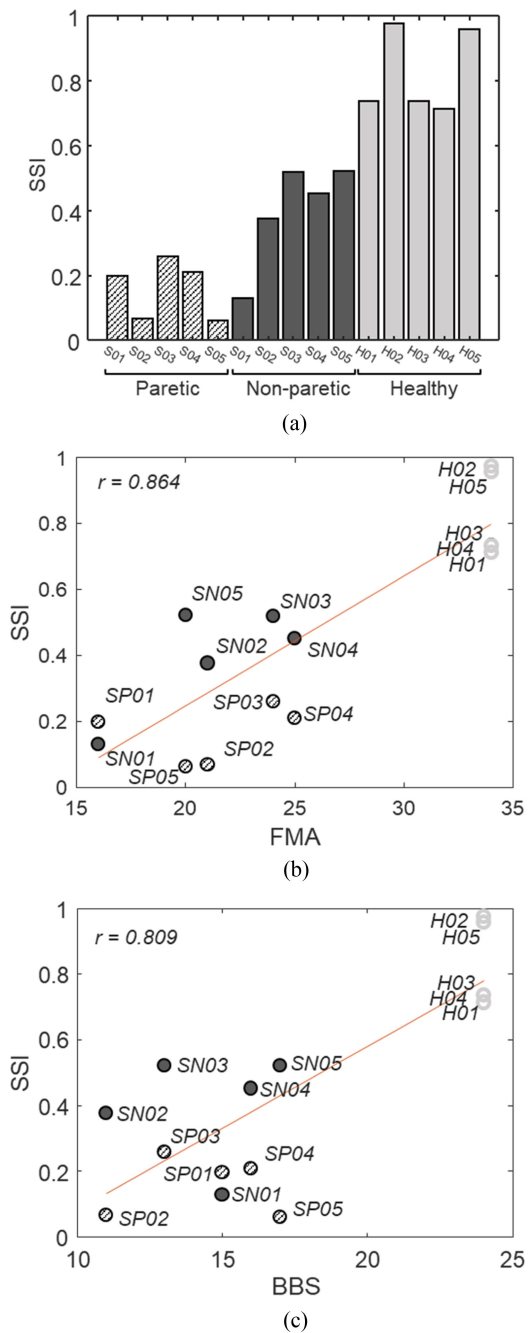 1
0.8
0.6
0.4
0.2
0
SSI
S01 S02 S03 S04 S05 S01 S02 S03 S04 S05 H01 H02 H03 H04 H05
Paretic Non-paretic Healthy
(a)
1
0.8
0.6
0.4
0.2
0
SSI
r = 0.864
H02
H05
H03
H04
H01
SN05
SN03
SN02
SN04
SP01
SP03
SP04
SN01
SP02
SP05
15 20 25 30 35
FMA
(b)
1
0.8
0.6
0.4
0.2
0
SSI
r = 0.809
H02
H05
H03
H04
H01
SN03
SN05
SN04
SN02
SP03
SP04
SP01
SN01
SP02
SP05
10 15 20 25
BBS
(c)